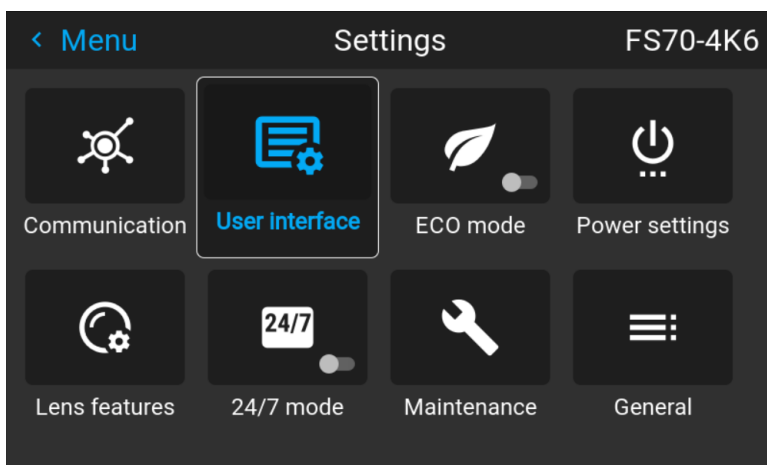 Menu
Settings
FS70-4K6
Communication
User interface
ECO mode
Power settings
24/7
Lens features
24/7 mode
Maintenance
General